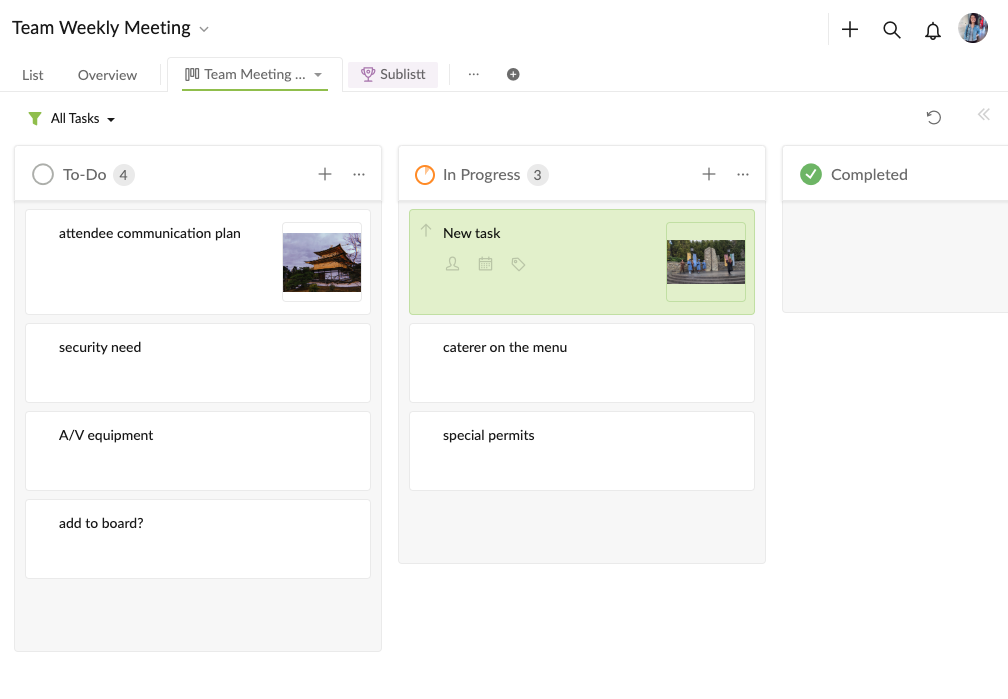 Team Weekly Meeting
List Overview Team Meeting ... Sublistt ...
All Tasks
To-Do 4
attendee communication plan
security need
A/V equipment
add to board?
In Progress 3
New task
caterer on the menu
special permits
Completed